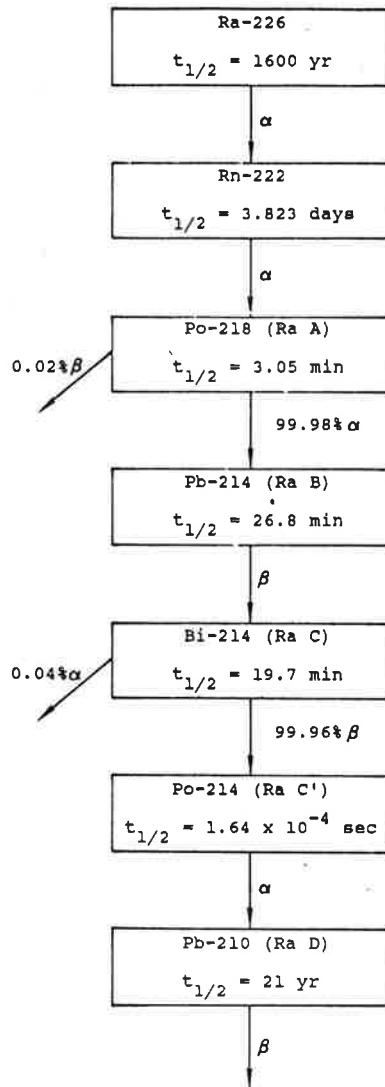 Ra-226
t1/2 = 1600 yr
α
Rn-222
t1/2 = 3.823 days
α
Po-218 (Ra A)
t1/2 = 3.05 min
0.02%β
99.98%α
Pb-214 (Ra B)
t1/2 = 26.8 min
β
Bi-214 (Ra C)
t1/2 = 19.7 min
0.04%α
99.96%β
Po-214 (Ra C')
t1/2 = 1.64 x 10⁻⁴ sec
α
Pb-210 (Ra D)
t1/2 = 21 yr
β